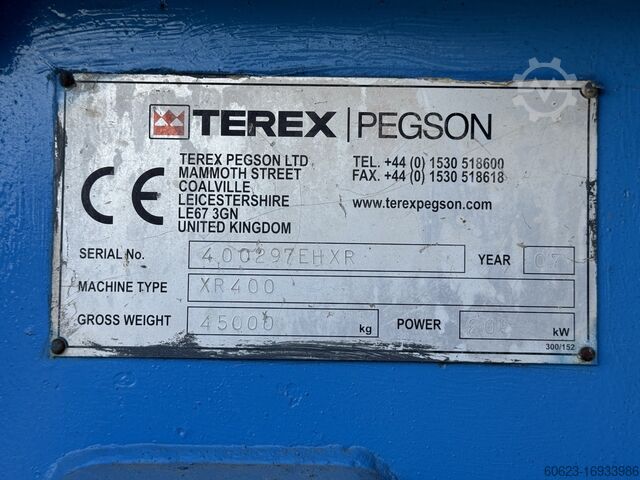 TEREX | PEGSON
TEREX PEGSON LTD
MAMMOTH STREET
COALVILLE
LEICESTERSHIRE
LE67 3GN
UNITED KINGDOM
TEL. +44 (0) 1530 518600
FAX. +44 (0) 1530 518618
www.terexpegson.com
CE
SERIAL No. 400297EHXR YEAR 07
MACHINE TYPE XR400
GROSS WEIGHT 45000 kg POWER kW
300/152
60623-16933986